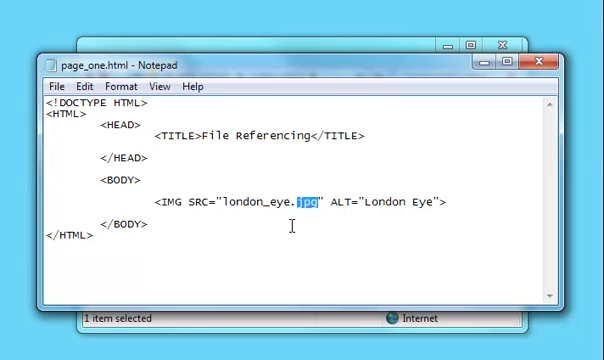 page_one.html - Notepad
File Edit Format View Help
<!DOCTYPE HTML>
<HTML>
<HEAD>
<TITLE>File Referencing</TITLE>
</HEAD>
<BODY>
<IMG SRC="london_eye.jpg" ALT="London Eye">
</BODY>
</HTML>
1 item selected Internet